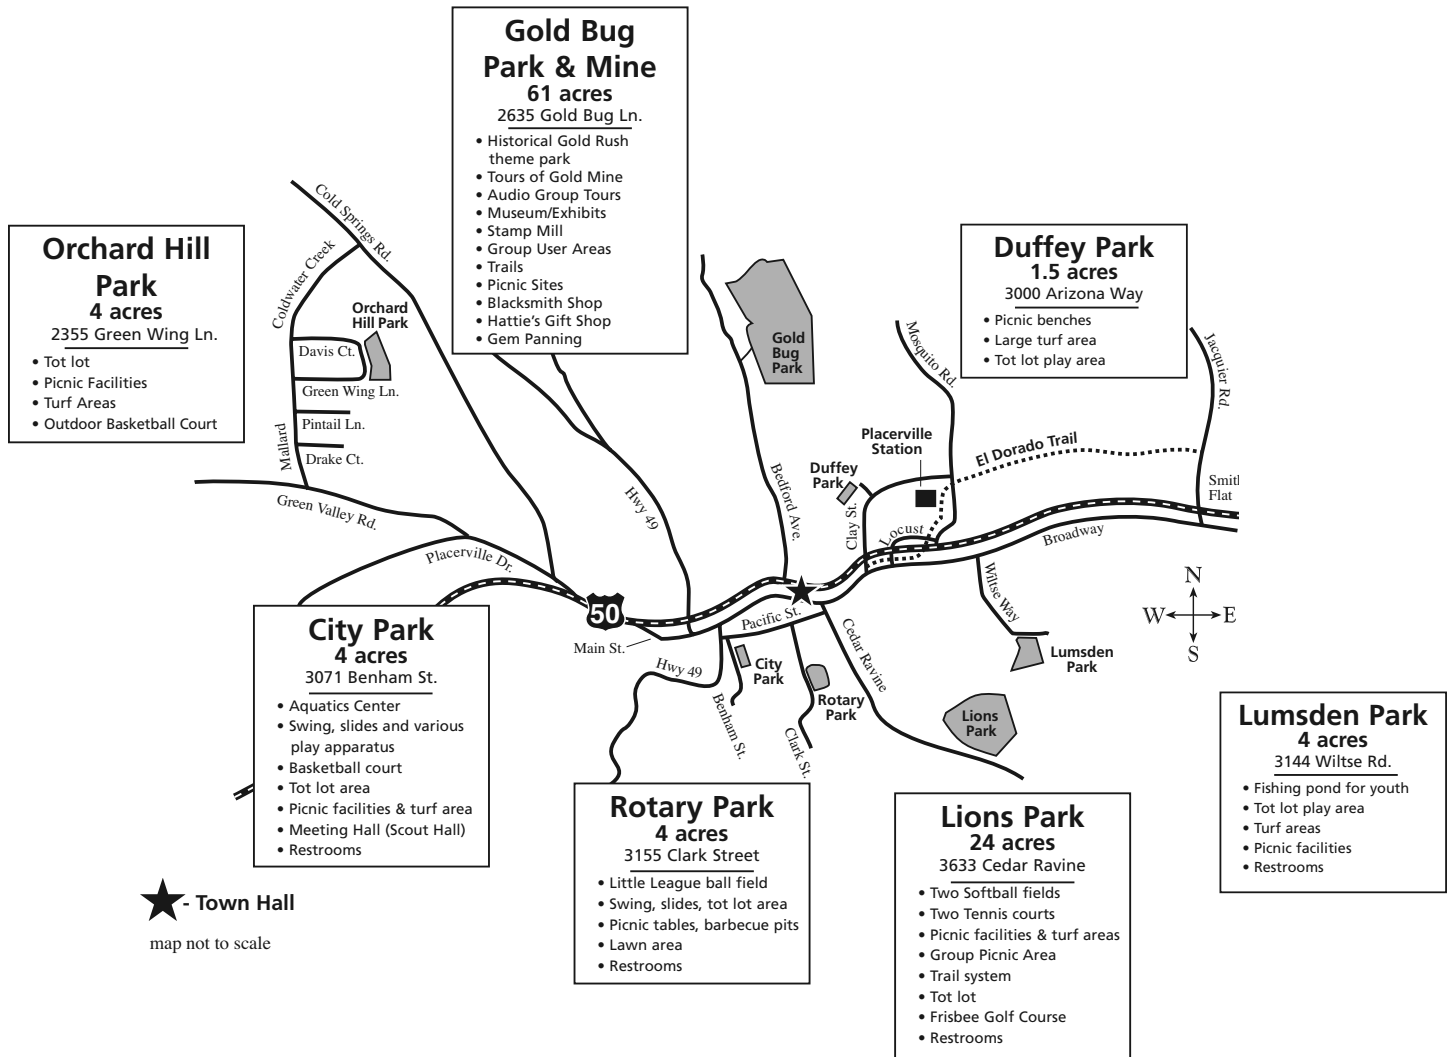 Gold Bug
Park & Mine
61 acres
2635 Gold Bug Ln.
• Historical Gold Rush
theme park
• Tours of Gold Mine
• Audio Group Tours
• Museum/Exhibits
• Stamp Mill
• Group User Areas
• Trails
• Picnic Sites
• Blacksmith Shop
• Hattie's Gift Shop
• Gem Panning
Orchard Hill
Park
4 acres
2355 Green Wing Ln.
• Tot lot
• Picnic Facilities
• Turf Areas
• Outdoor Basketball Court
Duffey Park
1.5 acres
3000 Arizona Way
• Picnic benches
• Large turf area
• Tot lot play area
Cold Springs Rd.
Coldwater Creek
Orchard
Hill Park
Davis Ct.
Green Wing Ln.
Pintail Ln.
Drake Ct.
Mallard
Green Valley Rd.
Placerville Dr.
Hwy 49
Gold
Bug
Park
Bedford Ave.
Mosquito Rd.
Jacquier Rd.
Placerville
Station
El Dorado Trail
Duffey
Park
Clay St.
Locust
Smith
Flat
Broadway
Wiltse Way
N
W
E
S
50
Main St.
Pacific St.
Hwy 49
City
Park
Benham St.
Rotary
Park
Clark St.
Cedar Ravine
Lions
Park
Lumsden
Park
City Park
4 acres
3071 Benham St.
• Aquatics Center
• Swing, slides and various
play apparatus
• Basketball court
• Tot lot area
• Picnic facilities & turf area
• Meeting Hall (Scout Hall)
• Restrooms
Rotary Park
4 acres
3155 Clark Street
• Little League ball field
• Swing, slides, tot lot area
• Picnic tables, barbecue pits
• Lawn area
• Restrooms
Lions Park
24 acres
3633 Cedar Ravine
• Two Softball fields
• Two Tennis courts
• Picnic facilities & turf areas
• Group Picnic Area
• Trail system
• Tot lot
• Frisbee Golf Course
• Restrooms
Lumsden Park
4 acres
3144 Wiltse Rd.
• Fishing pond for youth
• Tot lot play area
• Turf areas
• Picnic facilities
• Restrooms
- Town Hall
map not to scale